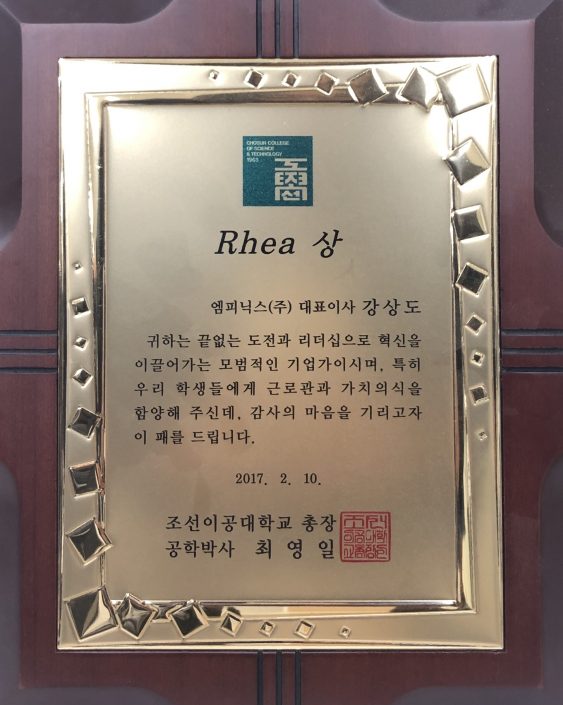 CHOSUN COLLEGE
OF SCIENCE
& TECHNOLOGY
1963
조선
Rhea 상
엠피닉스(주) 대표이사 강상도
귀하는 끝없는 도전과 리더십으로 혁신을
이끌어가는 모범적인 기업가이시며, 특히
우리 학생들에게 근로관과 가치의식을
함양해 주신데, 감사의 마음을 기리고자
이 패를 드립니다.
2017. 2. 10.
조선이공대학교 총장
공학박사 최영일